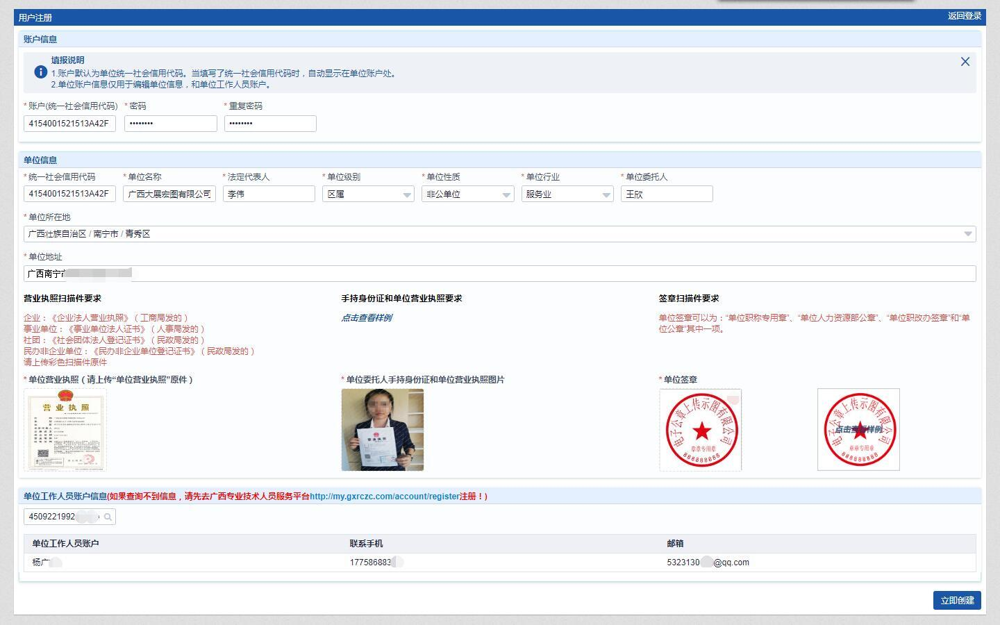 用户注册
返回登录
账户信息
填报说明
1.账户默认为单位统一社会信用代码。当填写了统一社会信用代码时，自动显示在单位账户处。
2.单位账户信息仅用于编辑单位信息，和单位工作人员账户。
*账户(统一社会信用代码) *密码 *重复密码
4154001521513A42F •••••••• ••••••••
单位信息
*统一社会信用代码 *单位名称 *法定代表人 *单位级别 *单位性质 *单位行业 *单位委托人
4154001521513A42F 广西大展宏图有限公司 李伟 区属 非公单位 服务业 王欣
*单位所在地
广西壮族自治区 / 南宁市 / 青秀区
*单位地址
广西南宁市
营业执照扫描件要求
企业：《企业法人营业执照》（工商局发的）
事业单位：《事业单位法人证书》（人事局发的）
社团：《社会团体法人登记证书》（民政局发的）
民办非企业单位：《民办非企业单位登记证书》（民政局发的）
请上传彩色扫描件原件
手持身份证和单位营业执照要求
点击查看样例
签章扫描件要求
单位签章可以为："单位职称专用章"、"单位人力资源部公章"、"单位职改办签章"和"单
位公章"其中一项。
*单位营业执照（请上传"单位营业执照"原件）
营业执照
*单位委托人手持身份证和单位营业执照图片
营业执照
*单位签章
电子公章上传示图有限公司
章章专用章
888888888
电子公章上传示图有限公司
点击查看样例
章章专用章
888888888
单位工作人员账户信息(如果查询不到信息，请先去广西专业技术人员服务平台http://my.gxrczc.com/account/register注册！)
4509221992
单位工作人员账户 联系手机 邮箱
杨广 177586883 5323130 @qq.com
立即创建